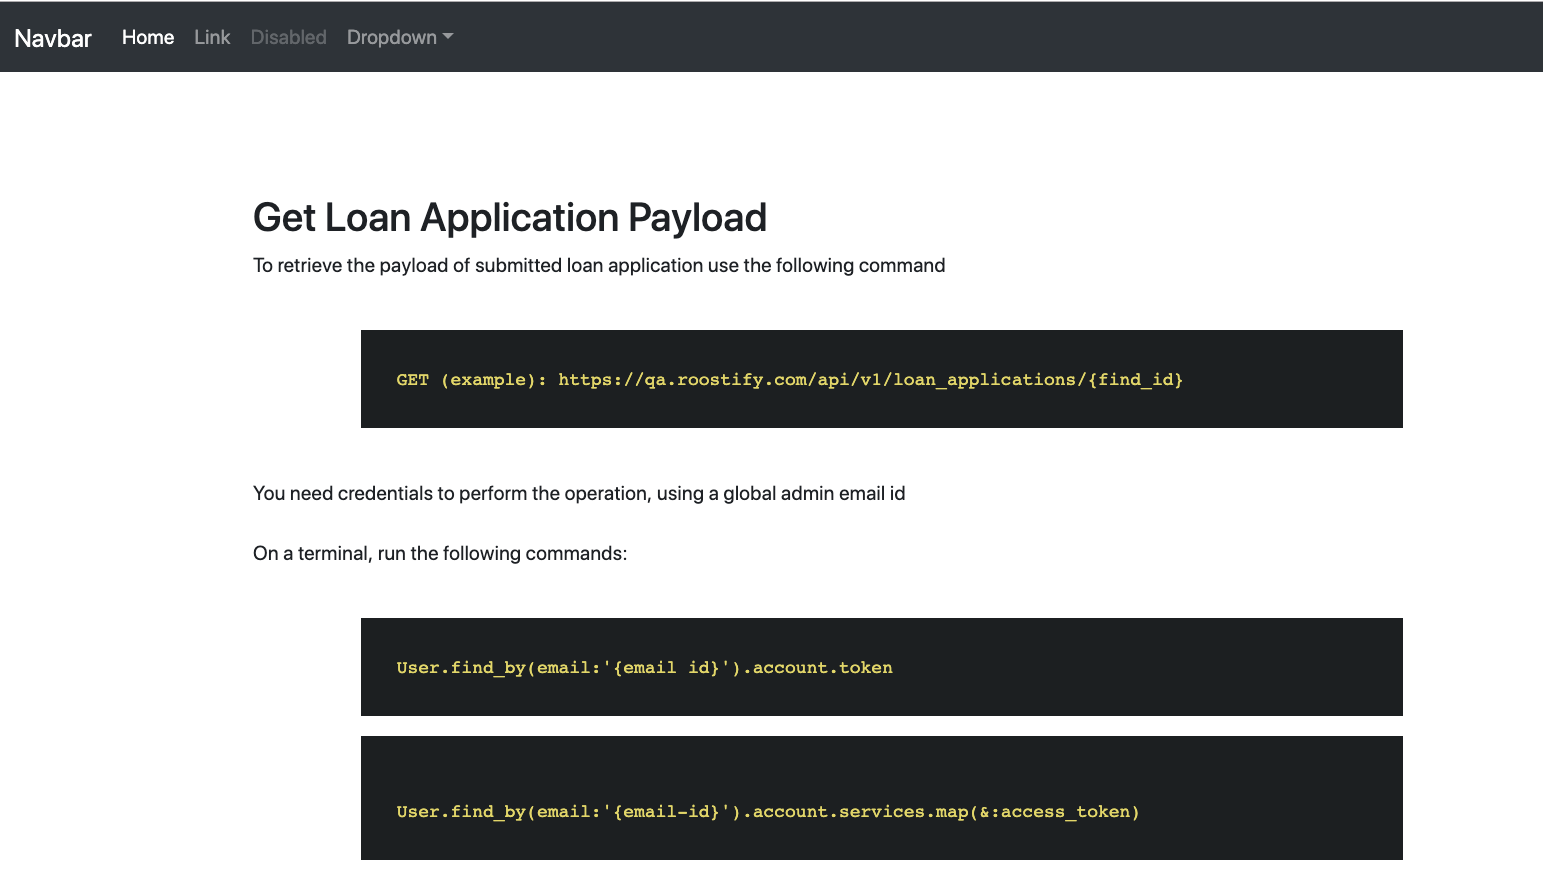 Navbar Home Link Disabled Dropdown
Get Loan Application Payload
To retrieve the payload of submitted loan application use the following command
GET (example): https://qa.roostify.com/api/v1/loan_applications/{find_id}
You need credentials to perform the operation, using a global admin email id
On a terminal, run the following commands:
User.find_by(email:'{email id}').account.token
User.find_by(email:'{email-id}').account.services.map(&:access_token)